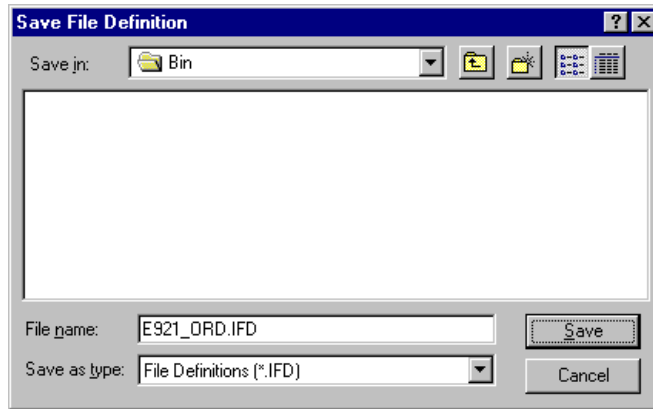 Save File Definition
Save in: Bin
File name: E921_ORD.IFD Save
Save as type: File Definitions (*.IFD) Cancel